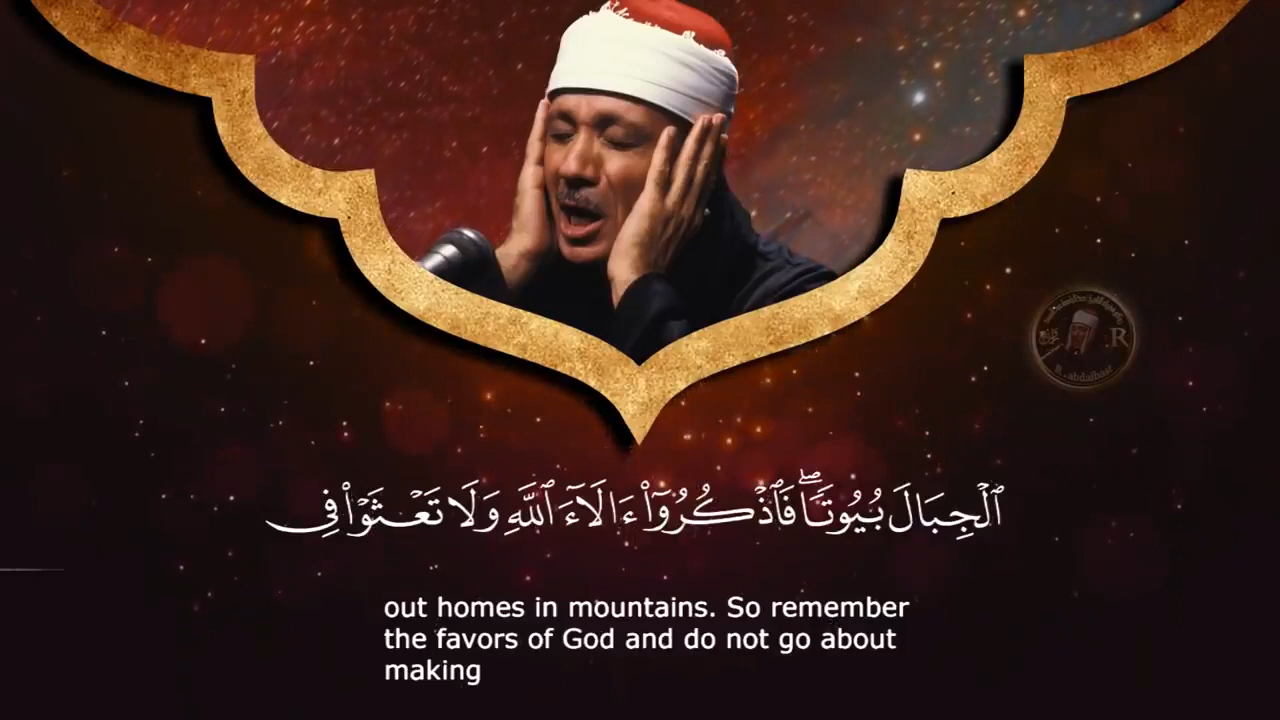 ٱلْجِبَالَ بُيُوتًاۖ فَٱذْكُرُوٓا۟ ءَالَآءَ ٱللَّهِ وَلَا تَعْثَوْا۟ فِى
R.
R. abdalbast
out homes in mountains. So remember
the favors of God and do not go about
making